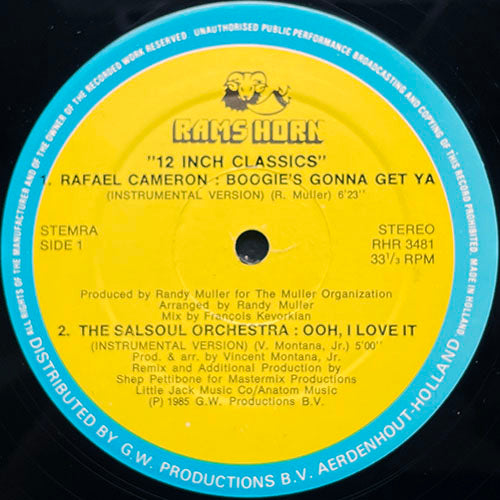 ALL RIGHTS OF THE MANUFACTURER AND OF THE OWNER OF THE RECORDED WORK RESERVED. UNAUTHORISED PUBLIC PERFORMANCE BROADCASTING AND COPYING OF THIS RECORD PROHIBITED. MADE IN HOLLAND.
RAMS HORN
"12 INCH CLASSICS"
1. RAFAEL CAMERON : BOOGIE'S GONNA GET YA
(INSTRUMENTAL VERSION) (R. Muller) 6'23"
STEMRA
SIDE 1
STEREO
RHR 3481
33 1/3 RPM
Produced by Randy Muller for The Muller Organization
Arranged by Randy Muller
Mix by François Kevorkian
2. THE SALSOUL ORCHESTRA : OOH, I LOVE IT
(INSTRUMENTAL VERSION) (V. Montana, Jr.) 5'00"
Prod. & arr. by Vincent Montana, Jr.
Remix and Additional Production by
Shep Pettibone for Mastermix Productions
Little Jack Music Co/Anatom Music
(P) 1985 G.W. Productions B.V.
DISTRIBUTED BY G.W. PRODUCTIONS B.V. AERDENHOUT-HOLLAND